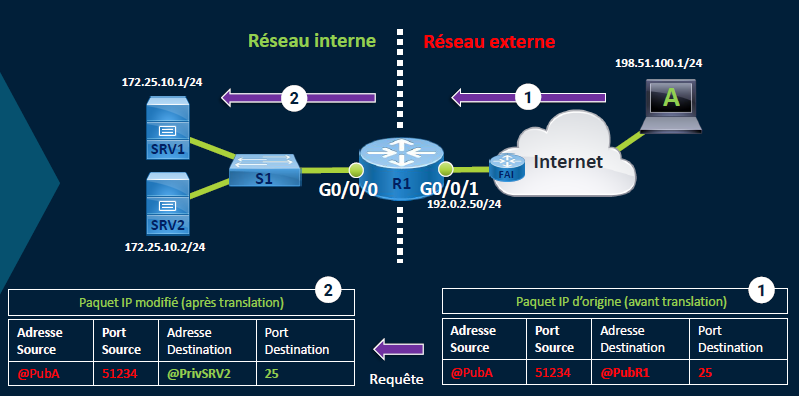 Réseau interne
Réseau externe
172.25.10.1/24
198.51.100.1/24
2
1
A
SRV1
Internet
S1
R1
FAI
G0/0/0
G0/0/1
192.0.2.50/24
SRV2
172.25.10.2/24
2
Paquet IP modifié (après translation)
Adresse Source
Port Source
Adresse Destination
Port Destination
@PubA
51234
@PrivSRV2
25
Requête
1
Paquet IP d'origine (avant translation)
Adresse Source
Port Source
Adresse Destination
Port Destination
@PubA
51234
@PubR1
25